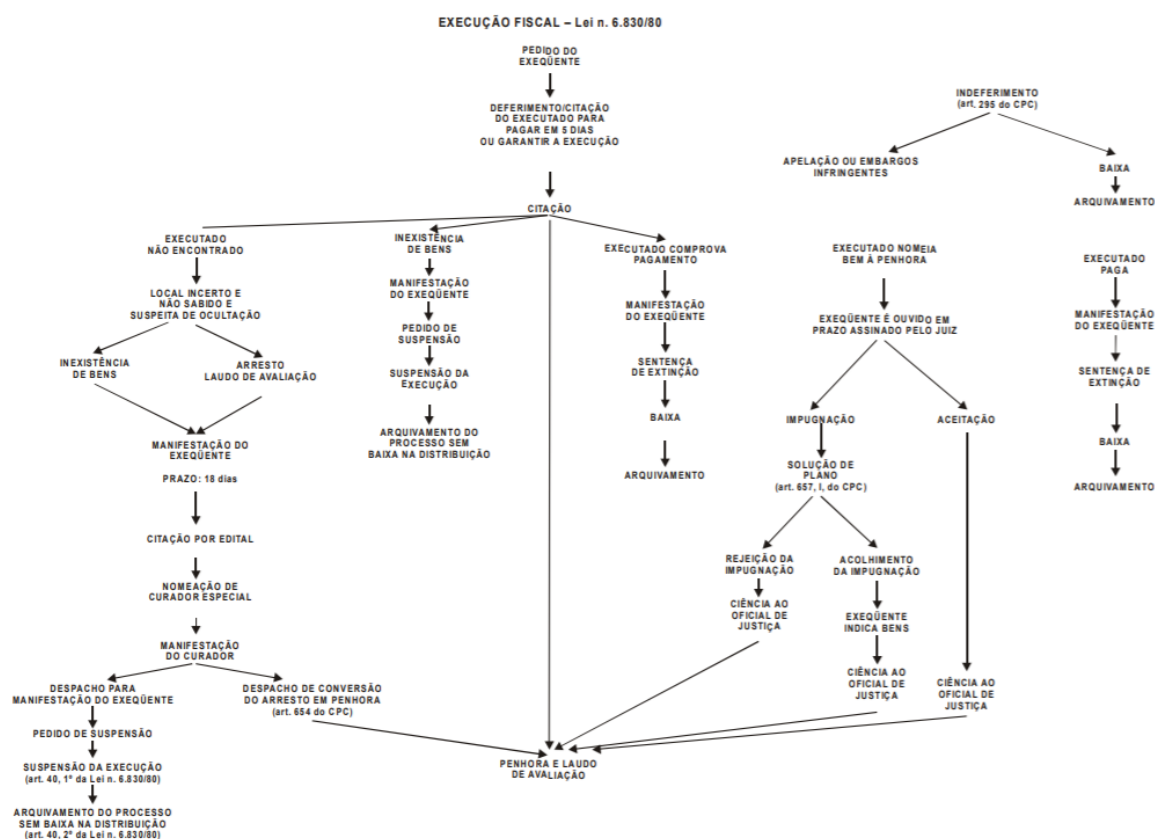 EXECUÇÃO FISCAL – Lei n. 6.830/80
PEDIDO DO
EXEQÜENTE
DEFERIMENTO/CITAÇÃO
DO EXECUTADO PARA
PAGAR EM 5 DIAS
OU GARANTIR A EXECUÇÃO
INDEFERIMENTO
(art. 295 do CPC)
APELAÇÃO OU EMBARGOS
INFRINGENTES
BAIXA
ARQUIVAMENTO
CITAÇÃO
EXECUTADO
NÃO ENCONTRADO
LOCAL INCERTO E
NÃO SABIDO E
SUSPEITA DE OCULTAÇÃO
INEXISTÊNCIA
DE BENS
ARRESTO
LAUDO DE AVALIAÇÃO
MANIFESTAÇÃO DO
EXEQÜENTE
PRAZO: 18 dias
CITAÇÃO POR EDITAL
NOMEAÇÃO DE
CURADOR ESPECIAL
MANIFESTAÇÃO
DO CURADOR
DESPACHO PARA
MANIFESTAÇÃO DO EXEQÜENTE
PEDIDO DE SUSPENSÃO
SUSPENSÃO DA EXECUÇÃO
(art. 40, 1º da Lei n. 6.830/80)
ARQUIVAMENTO DO PROCESSO
SEM BAIXA NA DISTRIBUIÇÃO
(art. 40, 2º da Lei n. 6.830/80)
DESPACHO DE CONVERSÃO
DO ARRESTO EM PENHORA
(art. 654 do CPC)
INEXISTÊNCIA
DE BENS
MANIFESTAÇÃO
DO EXEQÜENTE
PEDIDO DE
SUSPENSÃO
SUSPENSÃO DA
EXECUÇÃO
ARQUIVAMENTO DO
PROCESSO SEM
BAIXA NA DISTRIBUIÇÃO
EXECUTADO COMPROVA
PAGAMENTO
MANIFESTAÇÃO
DO EXEQÜENTE
SENTENÇA
DE EXTINÇÃO
BAIXA
ARQUIVAMENTO
EXECUTADO NOMEIA
BEM À PENHORA
EXEQÜENTE É OUVIDO EM
PRAZO ASSINADO PELO JUIZ
IMPUGNAÇÃO
SOLUÇÃO DE
PLANO
(art. 657, I, do CPC)
REJEIÇÃO DA
IMPUGNAÇÃO
CIÊNCIA AO
OFICIAL DE
JUSTIÇA
ACOLHIMENTO
DA IMPUGNAÇÃO
EXEQÜENTE
INDICA BENS
CIÊNCIA AO
OFICIAL DE
JUSTIÇA
ACEITAÇÃO
CIÊNCIA AO
OFICIAL DE
JUSTIÇA
EXECUTADO
PAGA
MANIFESTAÇÃO
DO EXEQÜENTE
SENTENÇA DE
EXTINÇÃO
BAIXA
ARQUIVAMENTO
PENHORA E LAUDO
DE AVALIAÇÃO